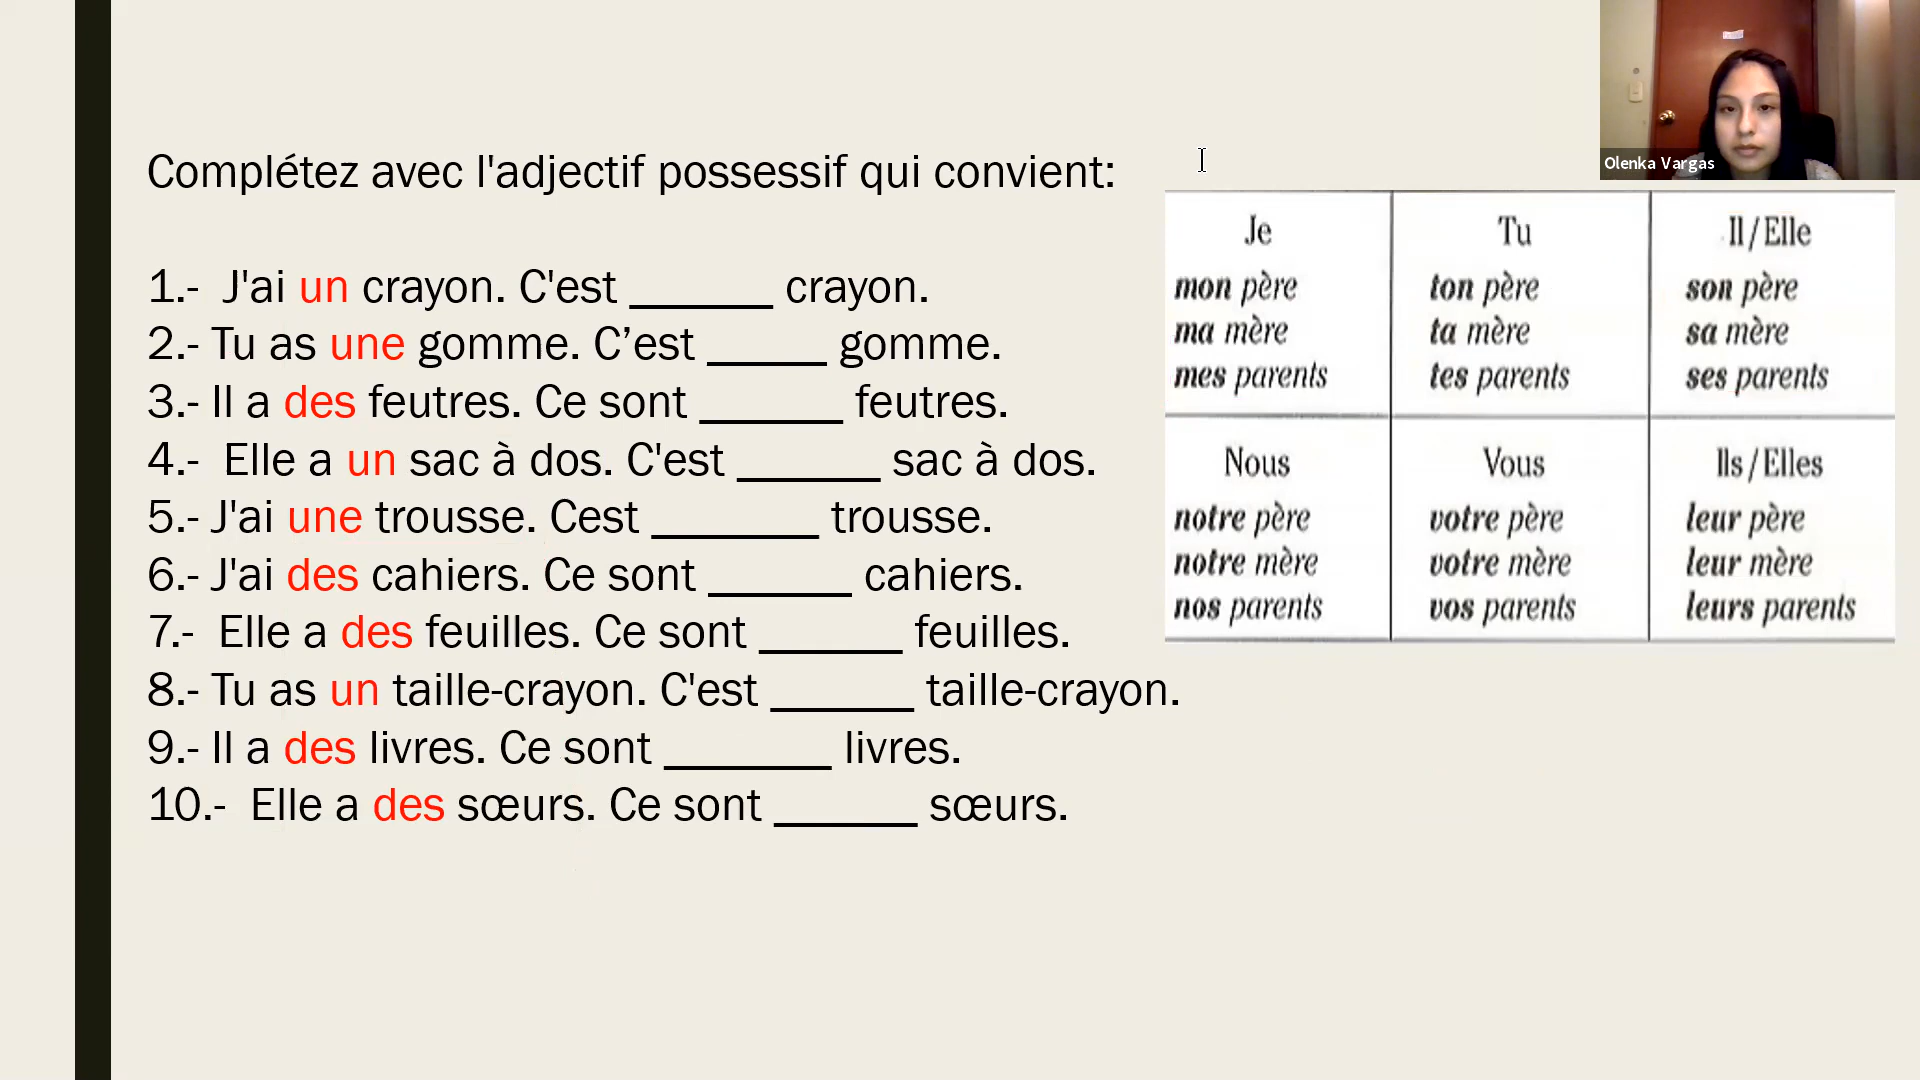 Complétez avec l'adjectif possessif qui convient:
1.- J'ai un crayon. C'est ______ crayon.
2.- Tu as une gomme. C’est _____ gomme.
3.- Il a des feutres. Ce sont ______ feutres.
4.- Elle a un sac à dos. C'est ______ sac à dos.
5.- J'ai une trousse. Cest _______ trousse.
6.- J'ai des cahiers. Ce sont ______ cahiers.
7.- Elle a des feuilles. Ce sont ______ feuilles.
8.- Tu as un taille-crayon. C'est ______ taille-crayon.
9.- Il a des livres. Ce sont _______ livres.
10.- Elle a des sœurs. Ce sont ______ sœurs.
Olenka Vargas
Je
mon père
ma mère
mes parents
Tu
ton père
ta mère
tes parents
Il/Elle
son père
sa mère
ses parents
Nous
notre père
notre mère
nos parents
Vous
votre père
votre mère
vos parents
Ils/Elles
leur père
leur mère
leurs parents